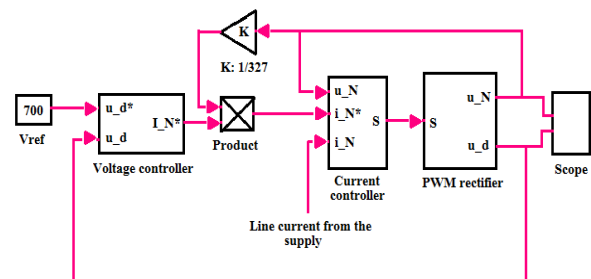 K
K: 1/327
700
Vref
u_d*
I_N*
u_d
Voltage controller
Product
u_N
i_N*
S
i_N
Current
controller
Line current from the
supply
u_N
S
u_d
PWM rectifier
Scope